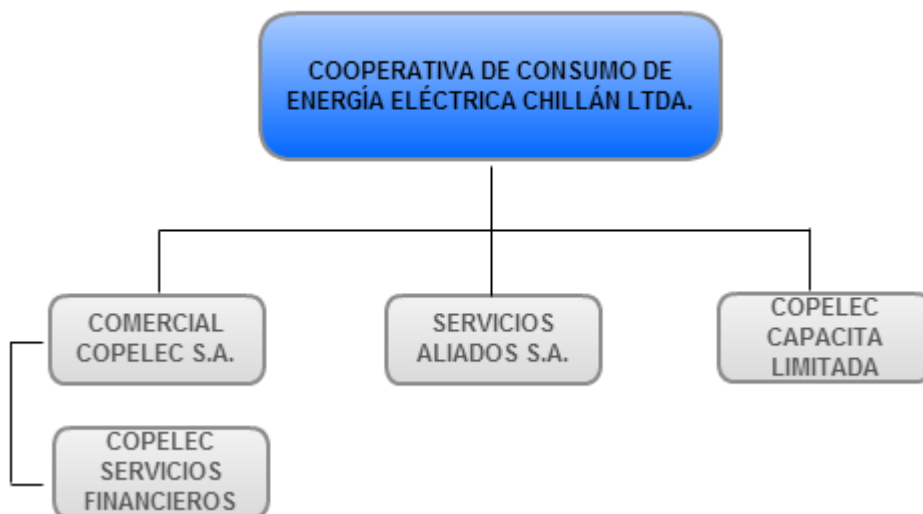 COOPERATIVA DE CONSUMO DE
ENERGÍA ELÉCTRICA CHILLÁN LTDA.
COMERCIAL
COPELEC S.A.
SERVICIOS
ALIADOS S.A.
COPELEC
CAPACITA
LIMITADA
COPELEC
SERVICIOS
FINANCIEROS